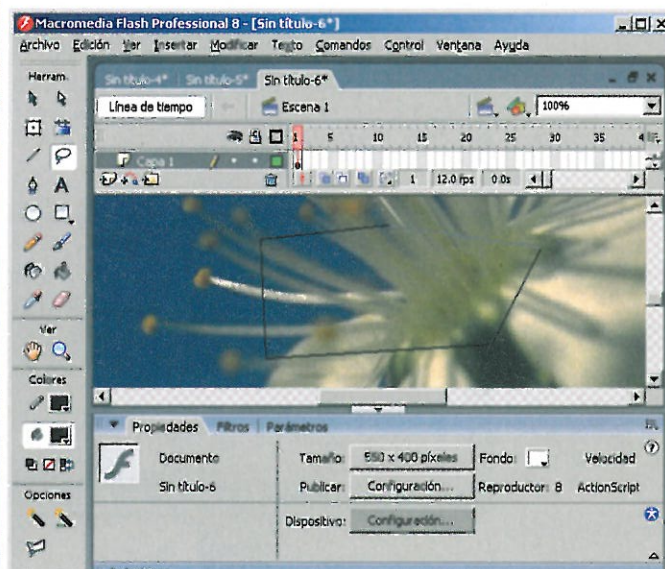 Macromedia Flash Professional 8 - [Sin título-6*]
Archivo Edición Ver Insertar Modificar Texto Comandos Control Ventana Ayuda
Herram.
Sin título-4* Sin título-5* Sin título-6*
Línea de tiempo Escena 1 100%
1 5 10 15 20 25 30 35
Capa 1
1 12.0 fps 0.0s
A
Ver
Colores
Propiedades Filtros Parámetros
Documento Tamaño: 550 x 400 píxeles Fondo: Velocidad
Sin título-6 Publicar: Configuración... Reproductor: 8 ActionScript
Opciones
Dispositivo: Configuración...